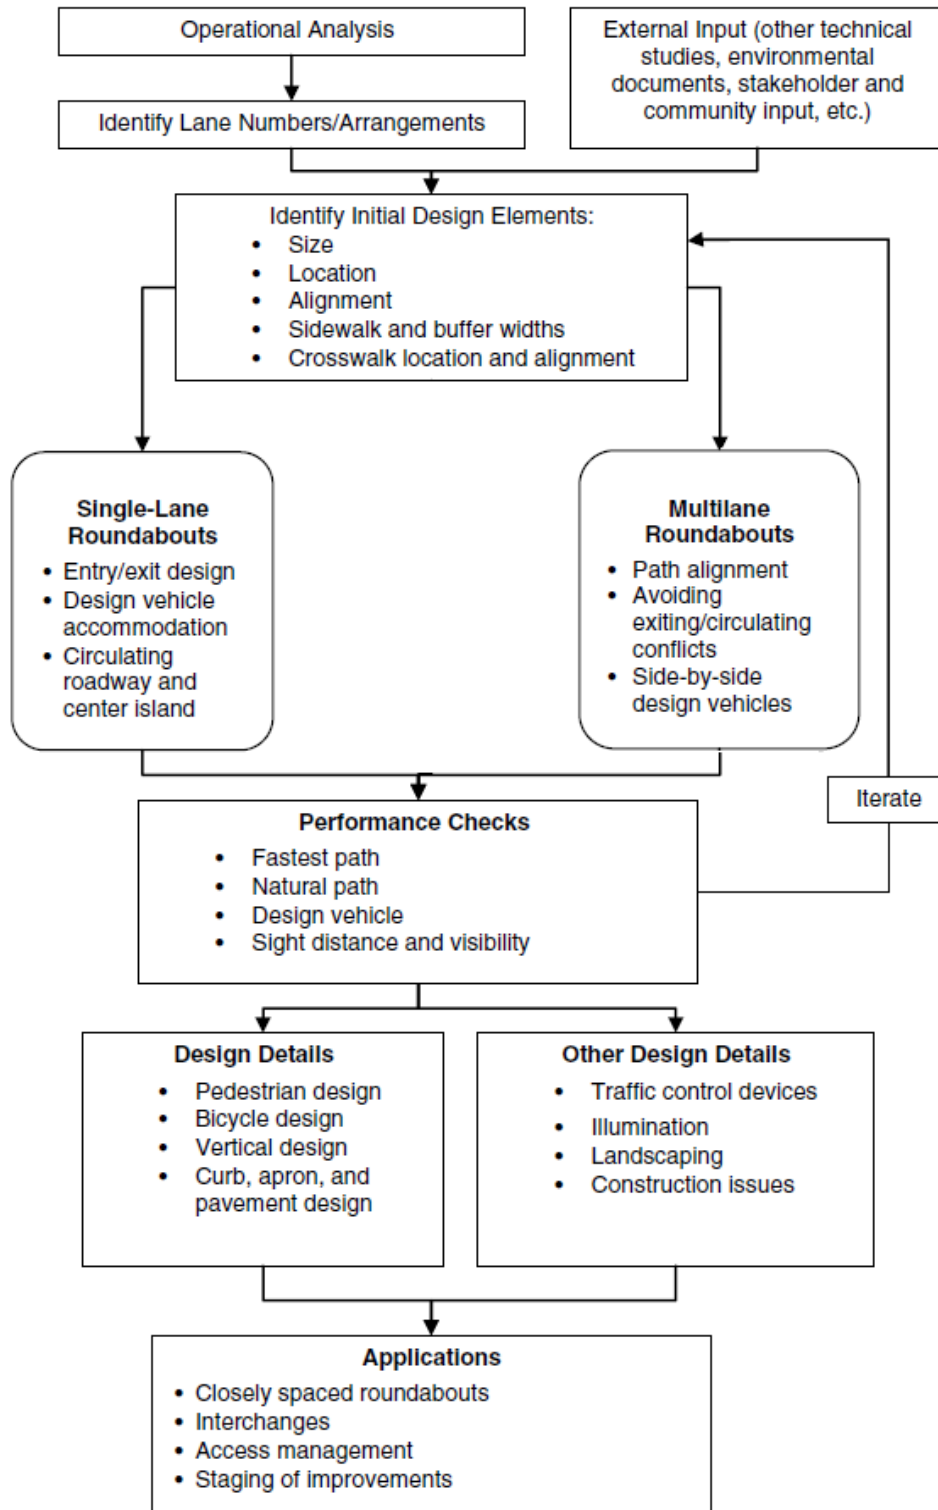 Operational Analysis
External Input (other technical
studies, environmental
documents, stakeholder and
community input, etc.)
Identify Lane Numbers/Arrangements
Identify Initial Design Elements:
• Size
• Location
• Alignment
• Sidewalk and buffer widths
• Crosswalk location and alignment
Single-Lane
Roundabouts
• Entry/exit design
• Design vehicle
accommodation
• Circulating
roadway and
center island
Multilane
Roundabouts
• Path alignment
• Avoiding
exiting/circulating
conflicts
• Side-by-side
design vehicles
Iterate
Performance Checks
• Fastest path
• Natural path
• Design vehicle
• Sight distance and visibility
Design Details
• Pedestrian design
• Bicycle design
• Vertical design
• Curb, apron, and
pavement design
Other Design Details
• Traffic control devices
• Illumination
• Landscaping
• Construction issues
Applications
• Closely spaced roundabouts
• Interchanges
• Access management
• Staging of improvements